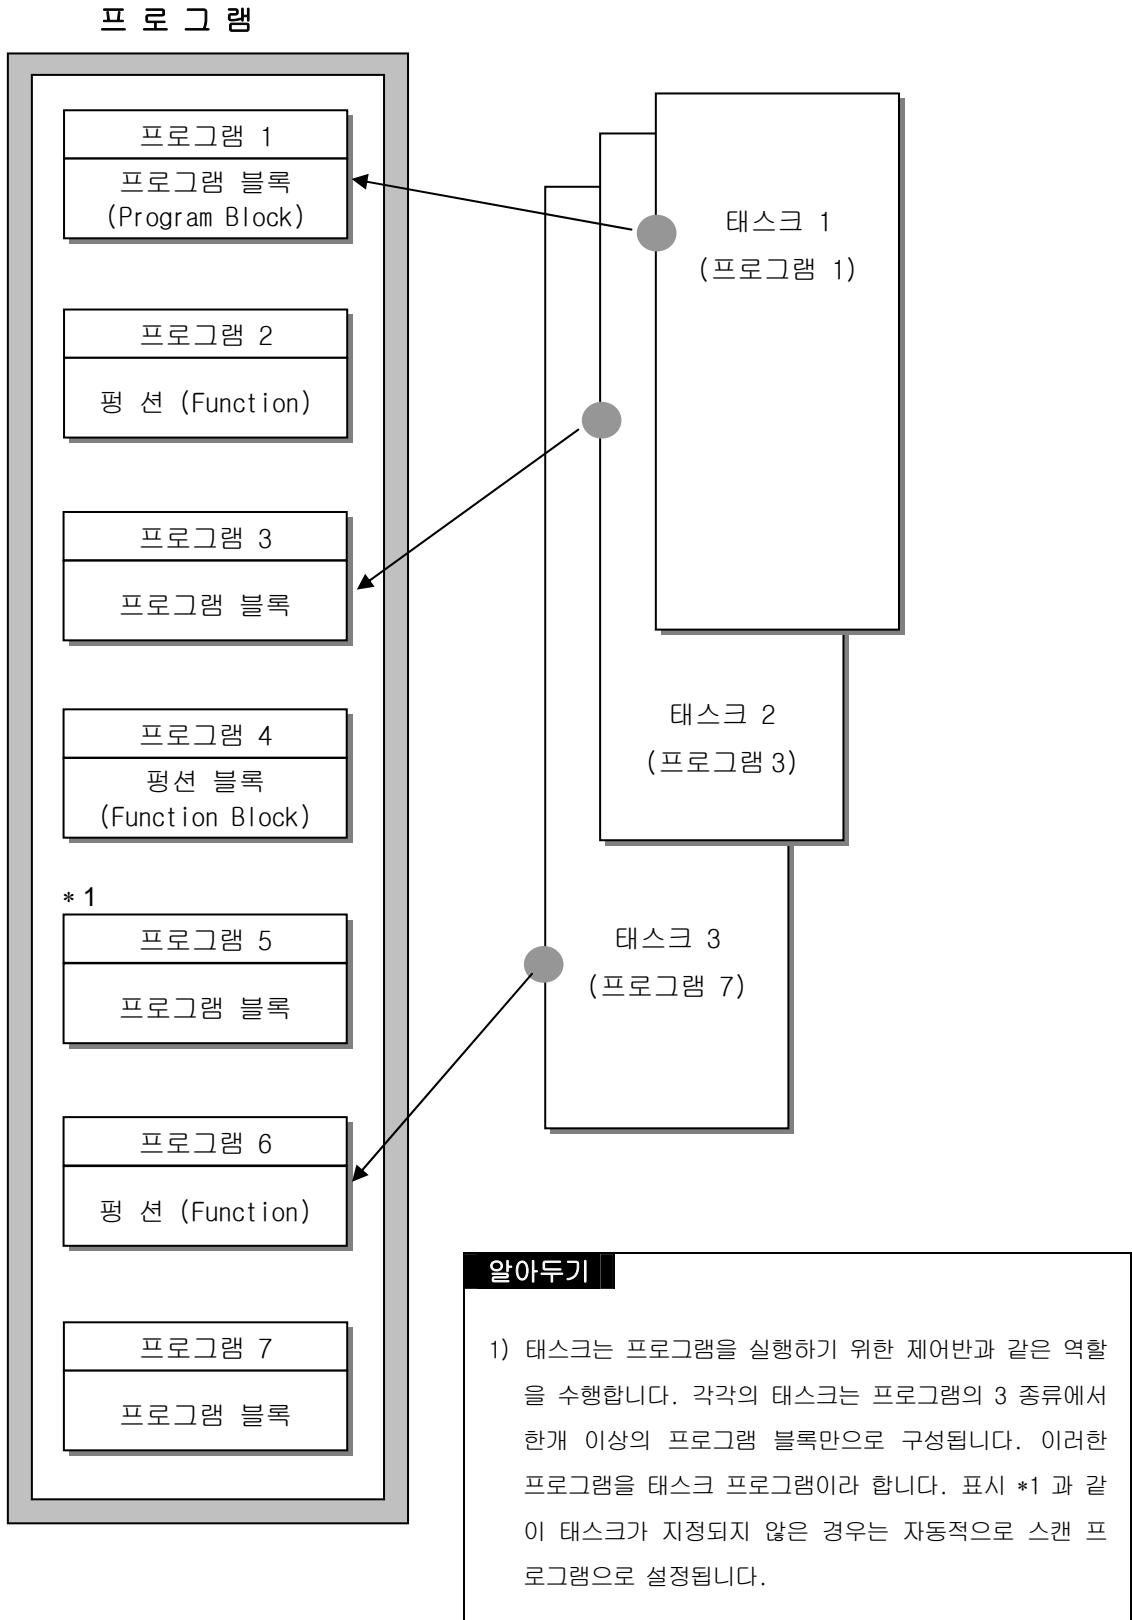 프 로 그 램
프로그램 1
프로그램 블록
(Program Block)
프로그램 2
펑 션 (Function)
프로그램 3
프로그램 블록
프로그램 4
펑션 블록
(Function Block)
* 1
프로그램 5
프로그램 블록
프로그램 6
펑 션 (Function)
프로그램 7
프로그램 블록
태스크 1
(프로그램 1)
태스크 2
(프로그램 3)
태스크 3
(프로그램 7)
알아두기
1) 태스크는 프로그램을 실행하기 위한 제어반과 같은 역할
을 수행합니다. 각각의 태스크는 프로그램의 3 종류에서
한개 이상의 프로그램 블록만으로 구성됩니다. 이러한
프로그램을 태스크 프로그램이라 합니다. 표시 *1 과 같
이 태스크가 지정되지 않은 경우는 자동적으로 스캔 프
로그램으로 설정됩니다.